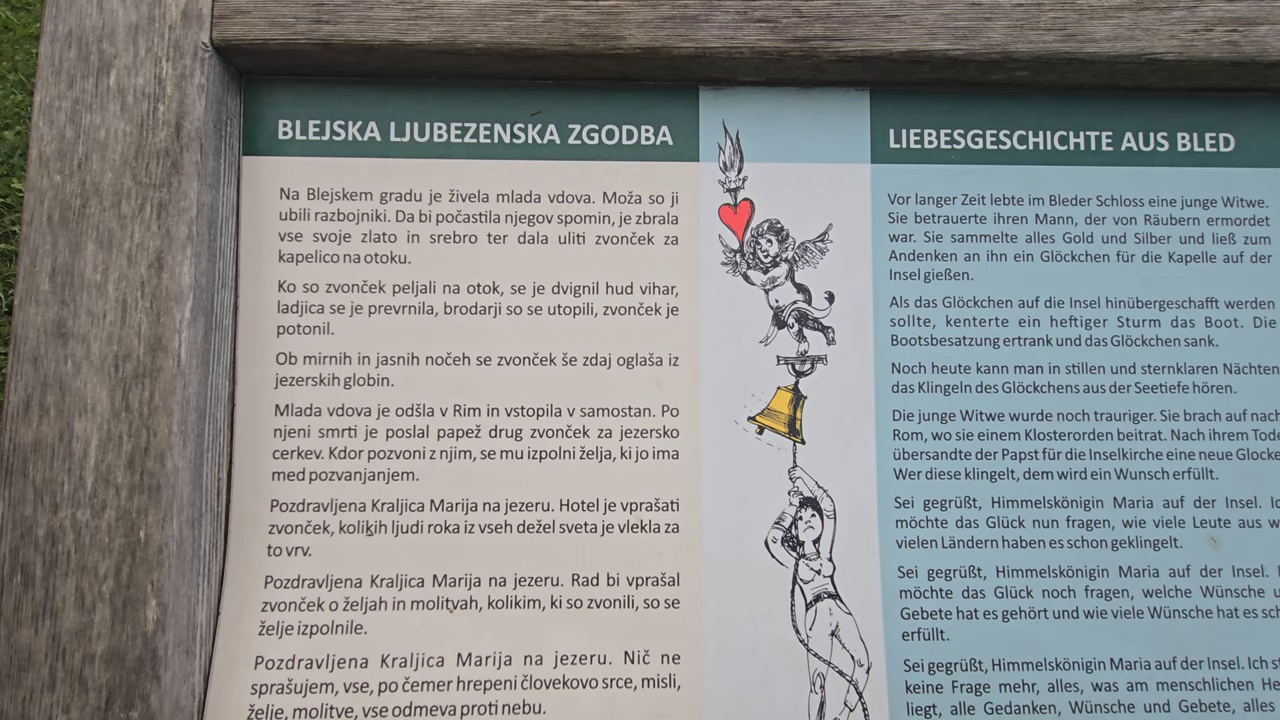 BLEJSKA LJUBEZENSKA ZGODBA
Na Blejskem gradu je živela mlada vdova. Moža so ji
ubili razbojniki. Da bi počastila njegov spomin, je zbrala
vse svoje zlato in srebro ter dala uliti zvonček za
kapelico na otoku.
Ko so zvonček peljali na otok, se je dvignil hud vihar,
ladjica se je prevrnila, brodarji so se utopili, zvonček je
potonil.
Ob mirnih in jasnih nočeh se zvonček še zdaj oglaša iz
jezerskih globin.
Mlada vdova je odšla v Rim in vstopila v samostan. Po
njeni smrti je poslal papež drug zvonček za jezersko
cerkev. Kdor pozvoni z njim, se mu izpolni želja, ki jo ima
med pozvanjanjem.
Pozdravljena Kraljica Marija na jezeru. Hotel je vprašati
zvonček, kolikih ljudi roka iz vseh dežel sveta je vlekla za
to vrv.
Pozdravljena Kraljica Marija na jezeru. Rad bi vprašal
zvonček o željah in molitvah, kolikim, ki so zvonili, so se
želje izpolnile.
Pozdravljena Kraljica Marija na jezeru. Nič ne
sprašujem, vse, po čemer hrepeni človekovo srce, misli,
želje, molitve, vse odmeva proti nebu.
LIEBESGESCHICHTE AUS BLED
Vor langer Zeit lebte im Bleder Schloss eine junge Witwe.
Sie betrauerte ihren Mann, der von Räubern ermordet
war. Sie sammelte alles Gold und Silber und ließ zum
Andenken an ihn ein Glöckchen für die Kapelle auf der
Insel gießen.
Als das Glöckchen auf die Insel hinübergeschafft werden
sollte, kenterte ein heftiger Sturm das Boot. Die
Bootsbesatzung ertrank und das Glöckchen sank.
Noch heute kann man in stillen und sternklaren Nächten
das Klingeln des Glöckchens aus der Seetiefe hören.
Die junge Witwe wurde noch trauriger. Sie brach auf nach
Rom, wo sie einem Klosterorden beitrat. Nach ihrem Tode
übersandte der Papst für die Inselkirche eine neue Glocke
Wer diese klingelt, dem wird ein Wunsch erfüllt.
Sei gegrüßt, Himmelskönigin Maria auf der Insel.
möchte das Glück nun fragen, wie viele Leute aus
vielen Ländern haben es schon geklingelt.
Sei gegrüßt, Himmelskönigin Maria auf der Insel.
möchte das Glück noch fragen, welche Wünsche
Gebete hat es gehört und wie viele Wünsche hat es
erfüllt.
Sei gegrüßt, Himmelskönigin Maria auf der Insel. Ich
keine Frage mehr, alles, was am menschlichen
liegt, alle Gedanken, Wünsche und Gebete, alles